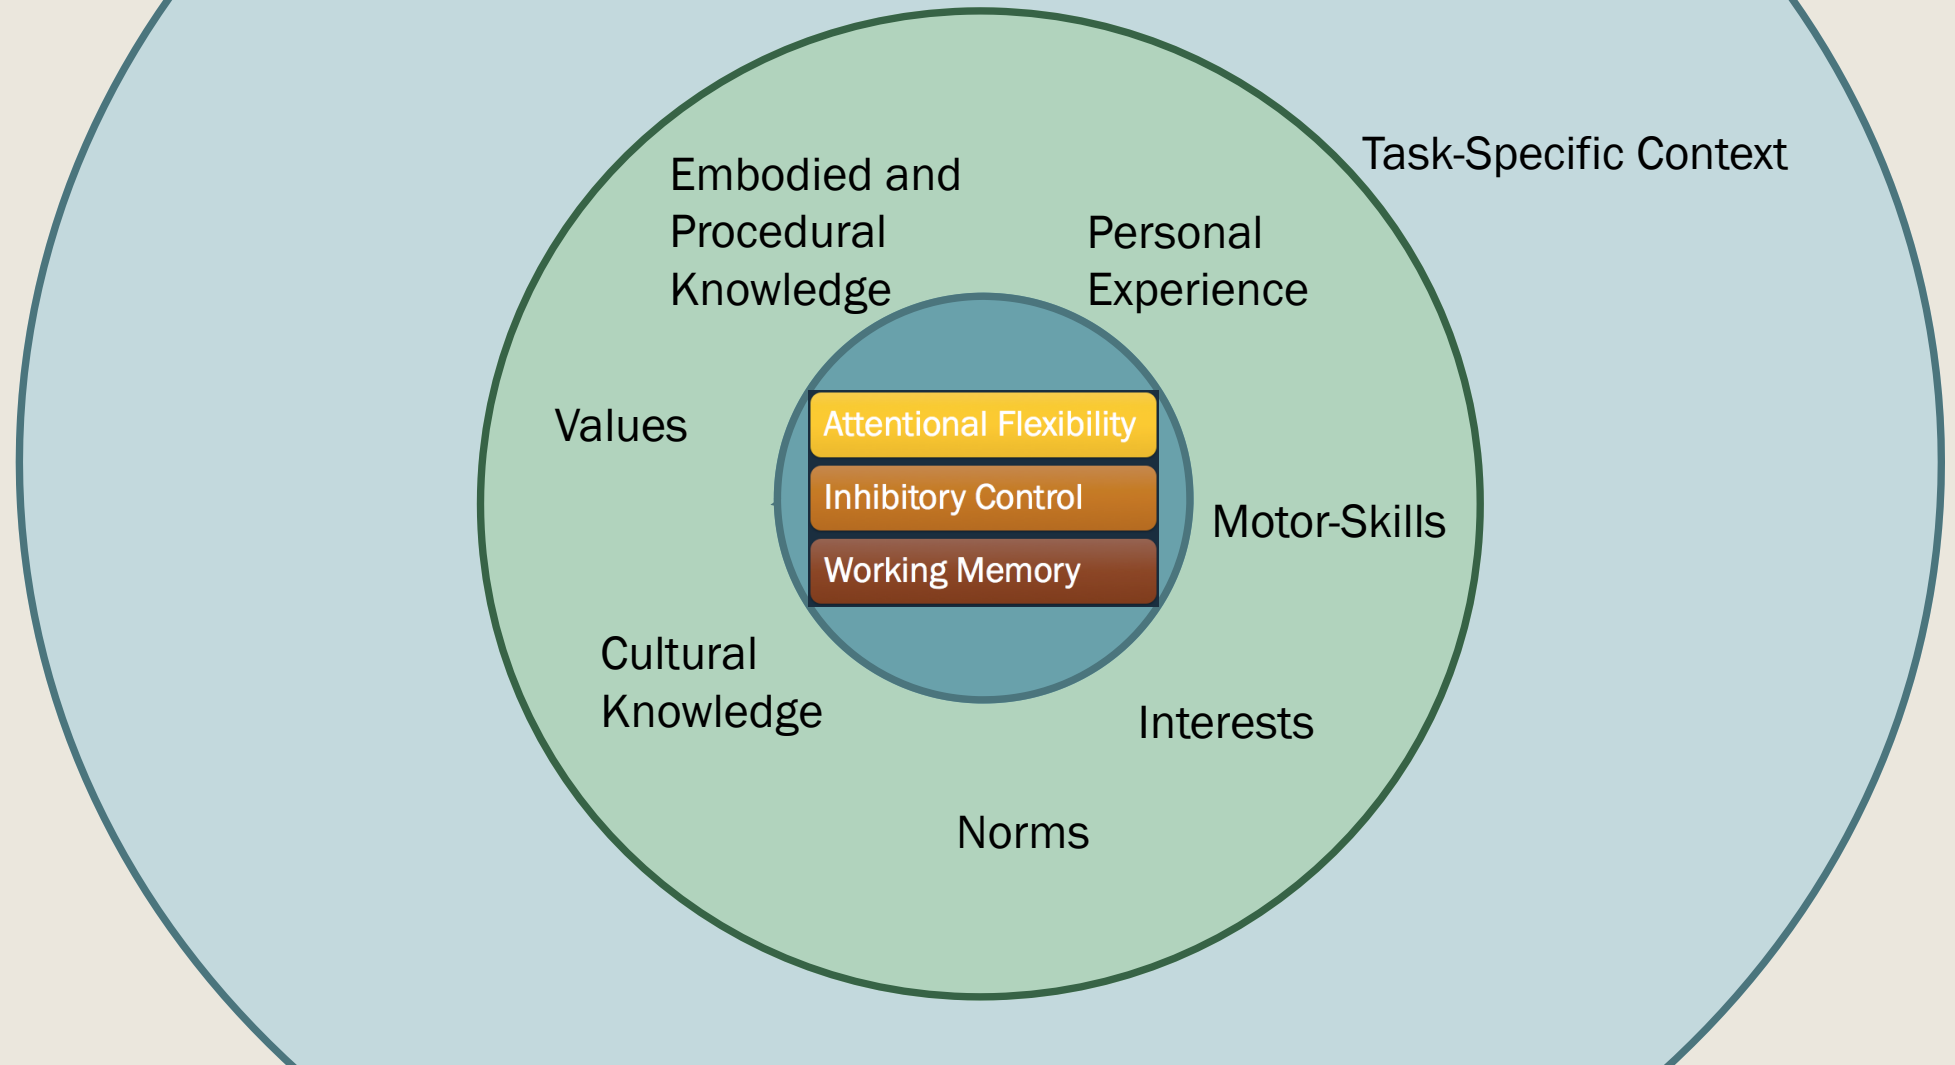 Task-Specific Context
Embodied and
Procedural
Knowledge
Personal
Experience
Values
Attentional Flexibility
Inhibitory Control
Working Memory
Motor-Skills
Cultural
Knowledge
Interests
Norms